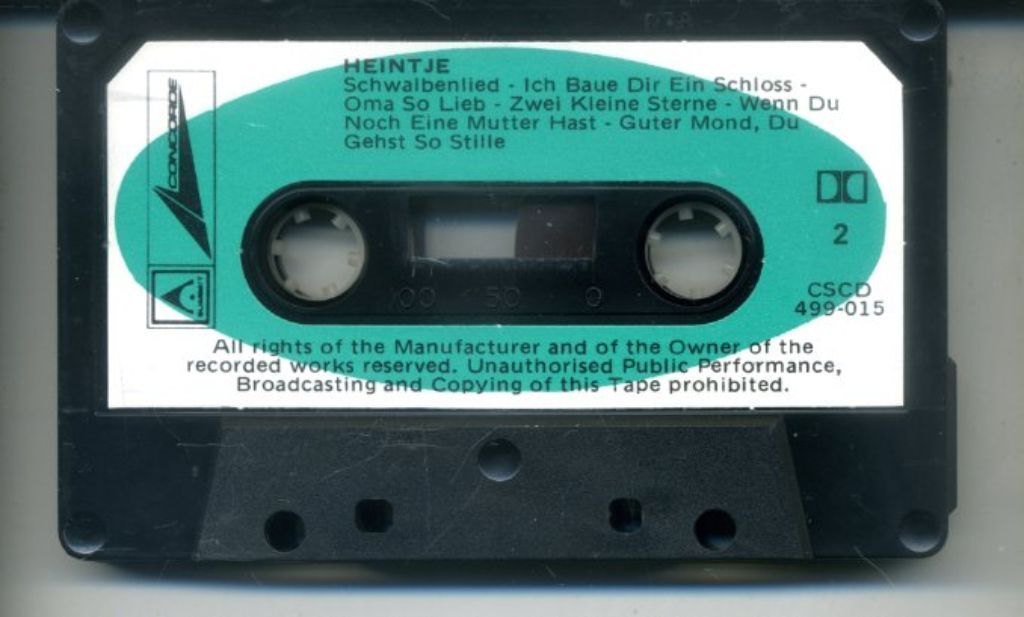 HEINTJE
Schwalbenlied - Ich Baue Dir Ein Schloss -
Oma So Lieb - Zwei Kleine Sterne - Wenn Du
Noch Eine Mutter Hast - Guter Mond, Du
Gehst So Stille
CONCORDE
SUMMIT
2
CSCD
499-015
00 50 0
All rights of the Manufacturer and of the Owner of the
recorded works reserved. Unauthorised Public Performance,
Broadcasting and Copying of this Tape prohibited.